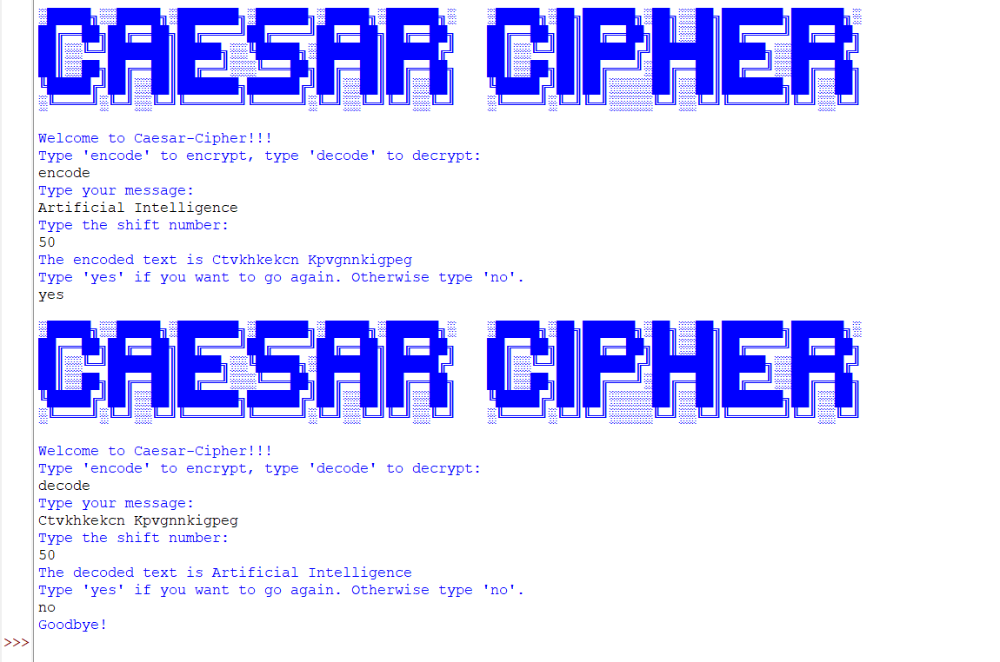 CAESAR CIPHER
Welcome to Caesar-Cipher!!!
Type 'encode' to encrypt, type 'decode' to decrypt:
encode
Type your message:
Artificial Intelligence
Type the shift number:
50
The encoded text is Ctvkhkekcn Kpvgnnkigpeg
Type 'yes' if you want to go again. Otherwise type 'no'.
yes
CAESAR CIPHER
Welcome to Caesar-Cipher!!!
Type 'encode' to encrypt, type 'decode' to decrypt:
decode
Type your message:
Ctvkhkekcn Kpvgnnkigpeg
Type the shift number:
50
The decoded text is Artificial Intelligence
Type 'yes' if you want to go again. Otherwise type 'no'.
no
Goodbye!
>>>